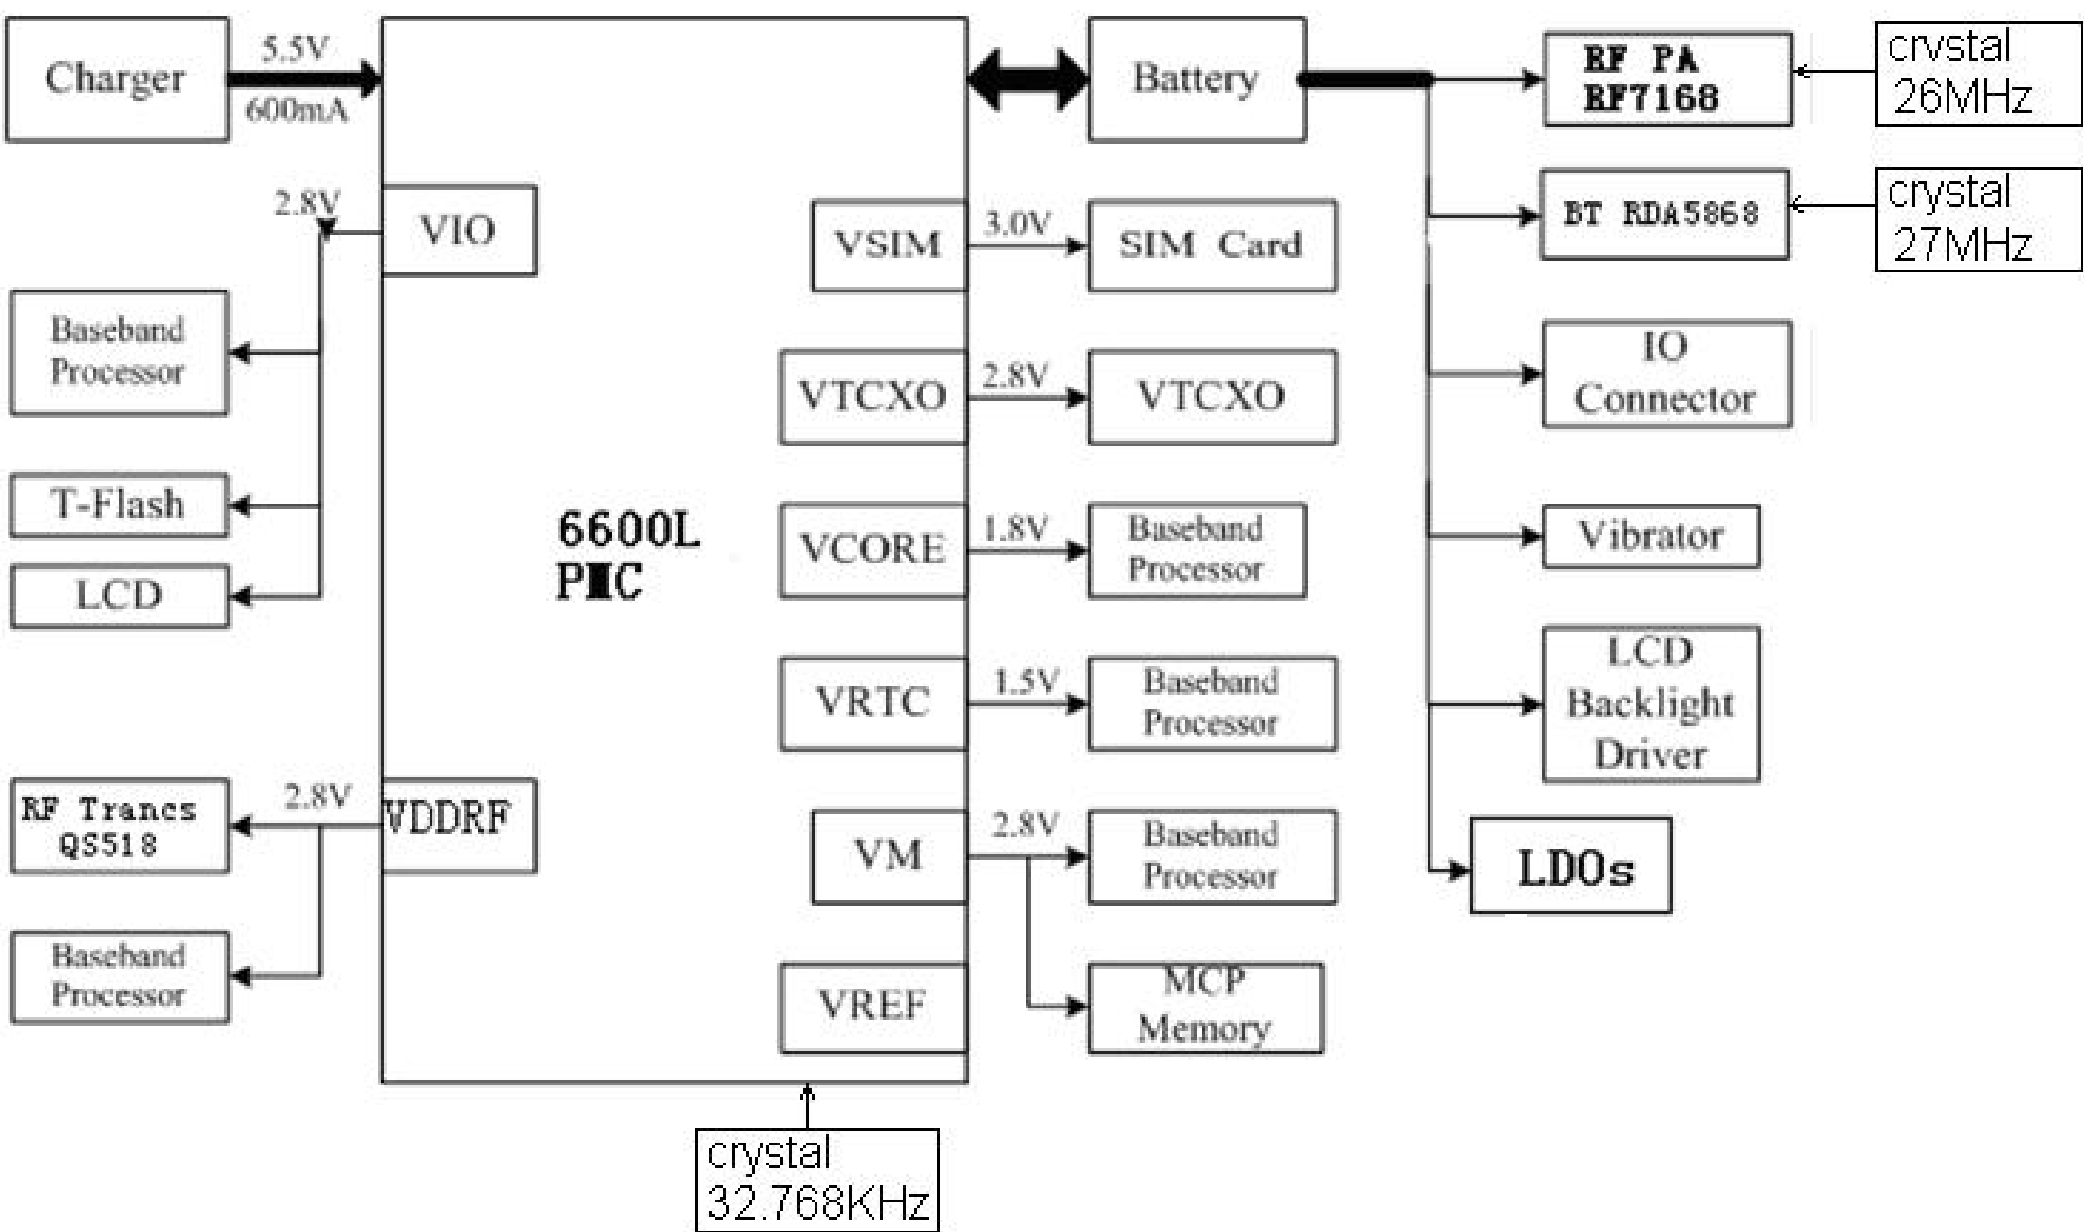 Charger
5.5V
600mA
Battery
RF PA
RF7168
crvstal
26MHz
2.8V
VIO
VSIM
3.0V
SIM Card
BT RDA5868
crystal
27MHz
Baseband
Processor
VTCXO
2.8V
VTCXO
IO
Connector
T-Flash
LCD
6600L
PMC
VCORE
1.8V
Baseband
Processor
Vibrator
VRTC
1.5V
Baseband
Processor
LCD
Backlight
Driver
RF Trancs
QS518
2.8V
VDDRF
VM
2.8V
Baseband
Processor
LDOs
Baseband
Processor
VREF
MCP
Memory
crystal
32.768KHz